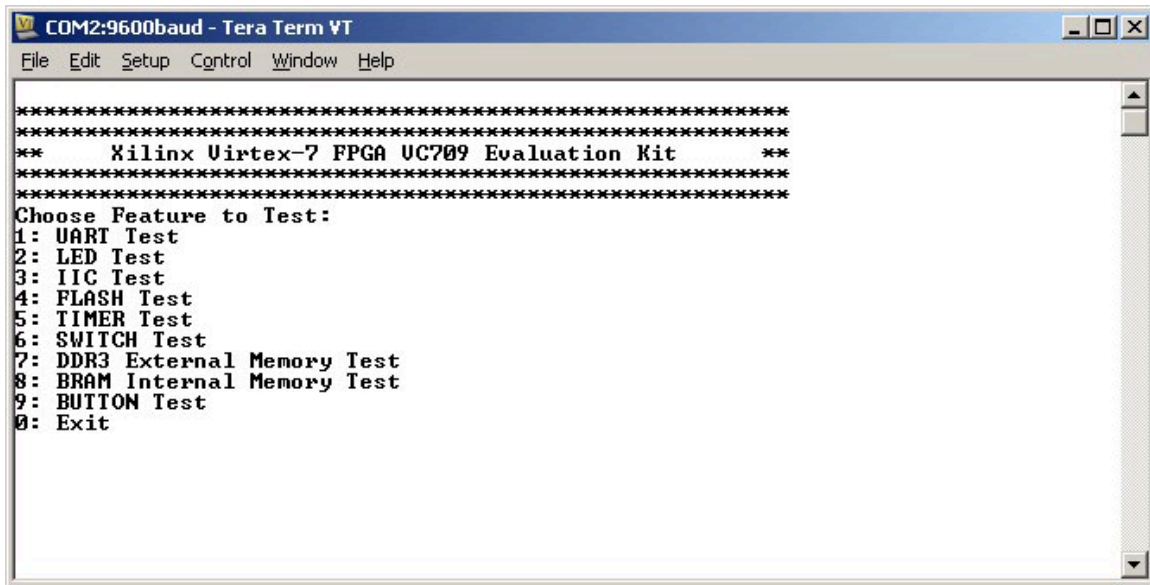 COM2:9600baud - Tera Term VT
File Edit Setup Control Window Help
********************************************************
********************************************************
**     Xilinx Virtex-7 FPGA VC709 Evaluation Kit      **
********************************************************
********************************************************
Choose Feature to Test:
1: UART Test
2: LED Test
3: IIC Test
4: FLASH Test
5: TIMER Test
6: SWITCH Test
7: DDR3 External Memory Test
8: BRAM Internal Memory Test
9: BUTTON Test
0: Exit